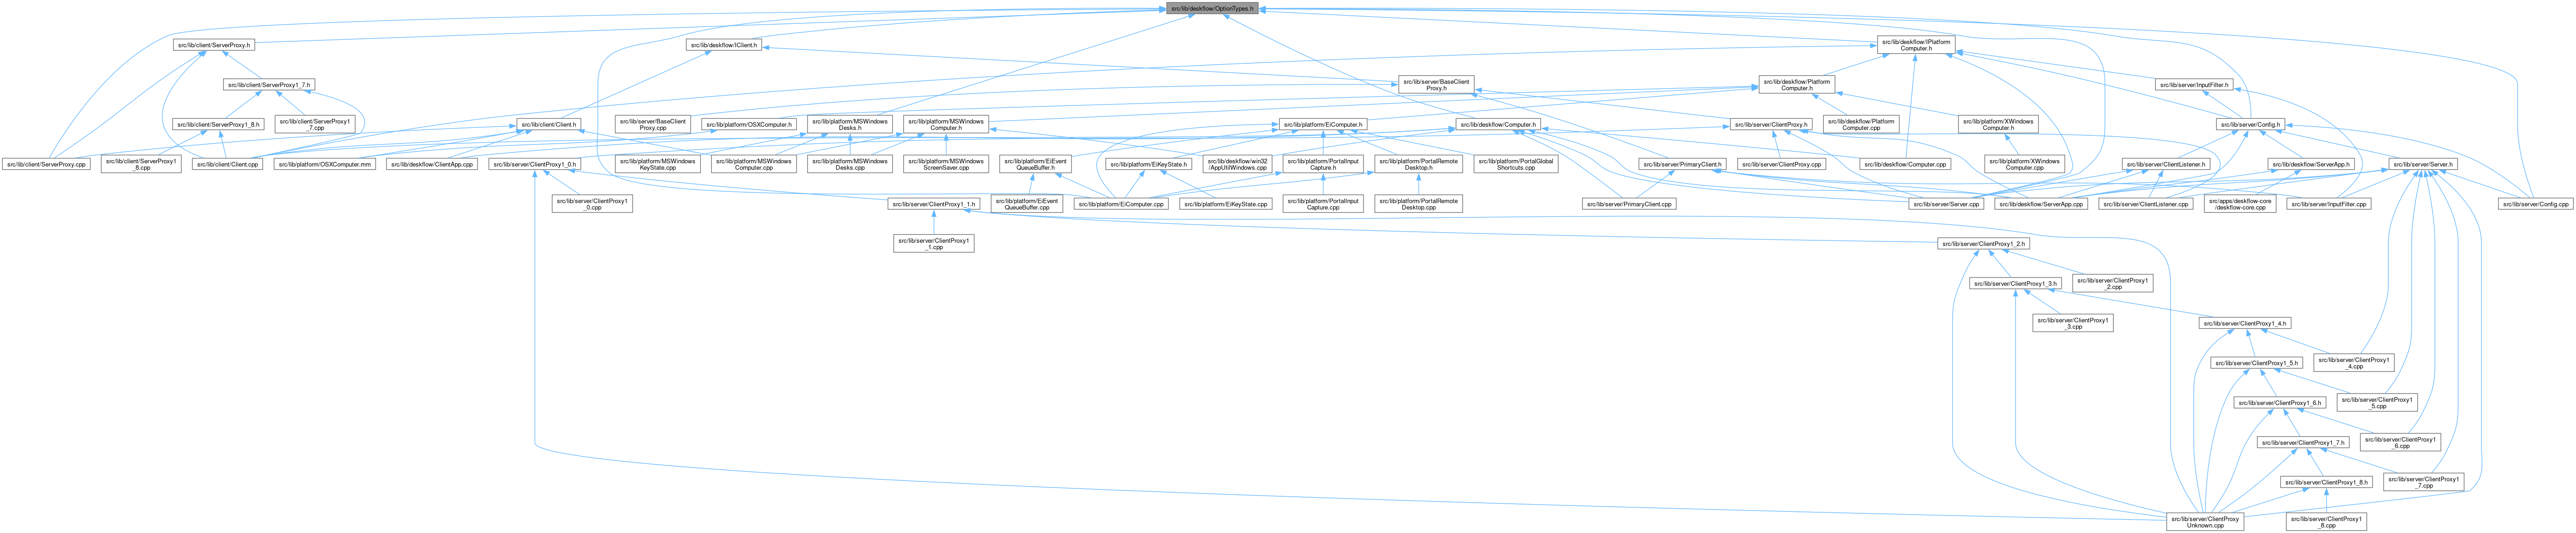 src/lib/deskflow/OptionTypes.h
src/lib/client/ServerProxy.h
src/lib/deskflow/IClient.h
src/lib/deskflow/IPlatform
Computer.h
src/lib/client/ServerProxy1_7.h
src/lib/server/BaseClient
Proxy.h
src/lib/deskflow/Platform
Computer.h
src/lib/server/InputFilter.h
src/lib/client/ServerProxy1_8.h
src/lib/client/ServerProxy1
_7.cpp
src/lib/client/Client.h
src/lib/server/BaseClient
Proxy.cpp
src/lib/platform/OSXComputer.h
src/lib/platform/MSWindows
Desks.h
src/lib/platform/MSWindows
Computer.h
src/lib/platform/EiComputer.h
src/lib/deskflow/Computer.h
src/lib/server/ClientProxy.h
src/lib/deskflow/Platform
Computer.cpp
src/lib/platform/XWindows
Computer.h
src/lib/server/Config.h
src/lib/client/ServerProxy.cpp
src/lib/client/ServerProxy1
_8.cpp
src/lib/client/Client.cpp
src/lib/platform/OSXComputer.mm
src/lib/deskflow/ClientApp.cpp
src/lib/server/ClientProxy1_0.h
src/lib/platform/MSWindows
KeyState.cpp
src/lib/platform/MSWindows
Computer.cpp
src/lib/platform/MSWindows
Desks.cpp
src/lib/platform/MSWindows
ScreenSaver.cpp
src/lib/platform/EiEvent
QueueBuffer.h
src/lib/platform/EiKeyState.h
src/lib/deskflow/win32
/AppUtilWindows.cpp
src/lib/platform/PortalInput
Capture.h
src/lib/platform/PortalRemote
Desktop.h
src/lib/platform/PortalGlobal
Shortcuts.cpp
src/lib/server/PrimaryClient.h
src/lib/server/ClientProxy.cpp
src/lib/deskflow/Computer.cpp
src/lib/platform/XWindows
Computer.cpp
src/lib/server/ClientListener.h
src/lib/deskflow/ServerApp.h
src/lib/server/Server.h
src/lib/server/ClientProxy1
_0.cpp
src/lib/server/ClientProxy1_1.h
src/lib/platform/EiEvent
QueueBuffer.cpp
src/lib/platform/EiComputer.cpp
src/lib/platform/EiKeyState.cpp
src/lib/platform/PortalInput
Capture.cpp
src/lib/platform/PortalRemote
Desktop.cpp
src/lib/server/PrimaryClient.cpp
src/lib/server/Server.cpp
src/lib/deskflow/ServerApp.cpp
src/lib/server/ClientListener.cpp
src/apps/deskflow-core
/deskflow-core.cpp
src/lib/server/InputFilter.cpp
src/lib/server/Config.cpp
src/lib/server/ClientProxy1
_1.cpp
src/lib/server/ClientProxy1_2.h
src/lib/server/ClientProxy1_3.h
src/lib/server/ClientProxy1
_2.cpp
src/lib/server/ClientProxy1
_3.cpp
src/lib/server/ClientProxy1_4.h
src/lib/server/ClientProxy1_5.h
src/lib/server/ClientProxy1
_4.cpp
src/lib/server/ClientProxy1_6.h
src/lib/server/ClientProxy1
_5.cpp
src/lib/server/ClientProxy1_7.h
src/lib/server/ClientProxy1
_6.cpp
src/lib/server/ClientProxy1_8.h
src/lib/server/ClientProxy1
_7.cpp
src/lib/server/ClientProxy
Unknown.cpp
src/lib/server/ClientProxy1
_8.cpp